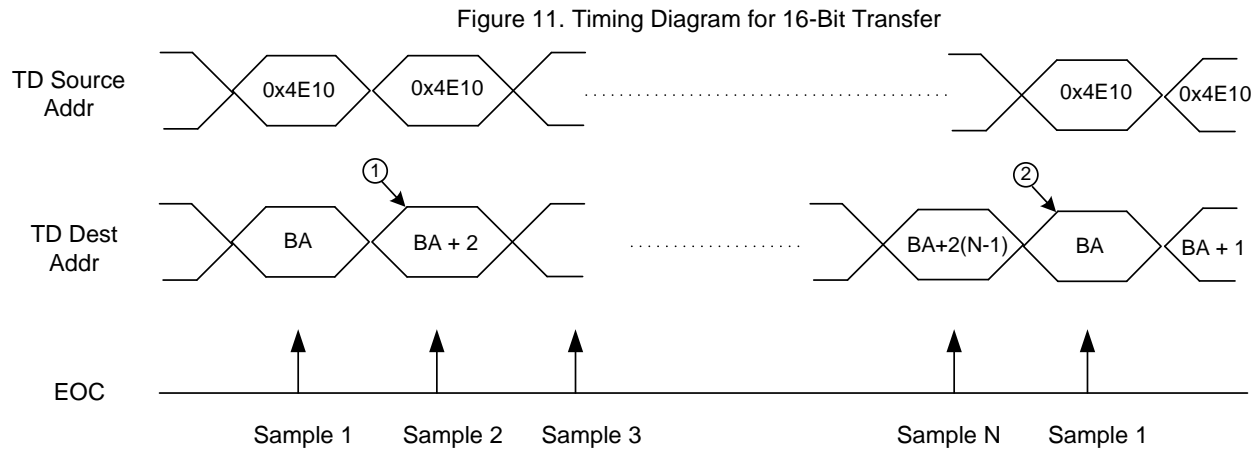 Figure 11. Timing Diagram for 16-Bit Transfer
TD Source
Addr
0x4E10
0x4E10
0x4E10
0x4E10
1
2
TD Dest
Addr
BA
BA + 2
BA+2(N-1)
BA
BA + 1
EOC
Sample 1
Sample 2
Sample 3
Sample N
Sample 1